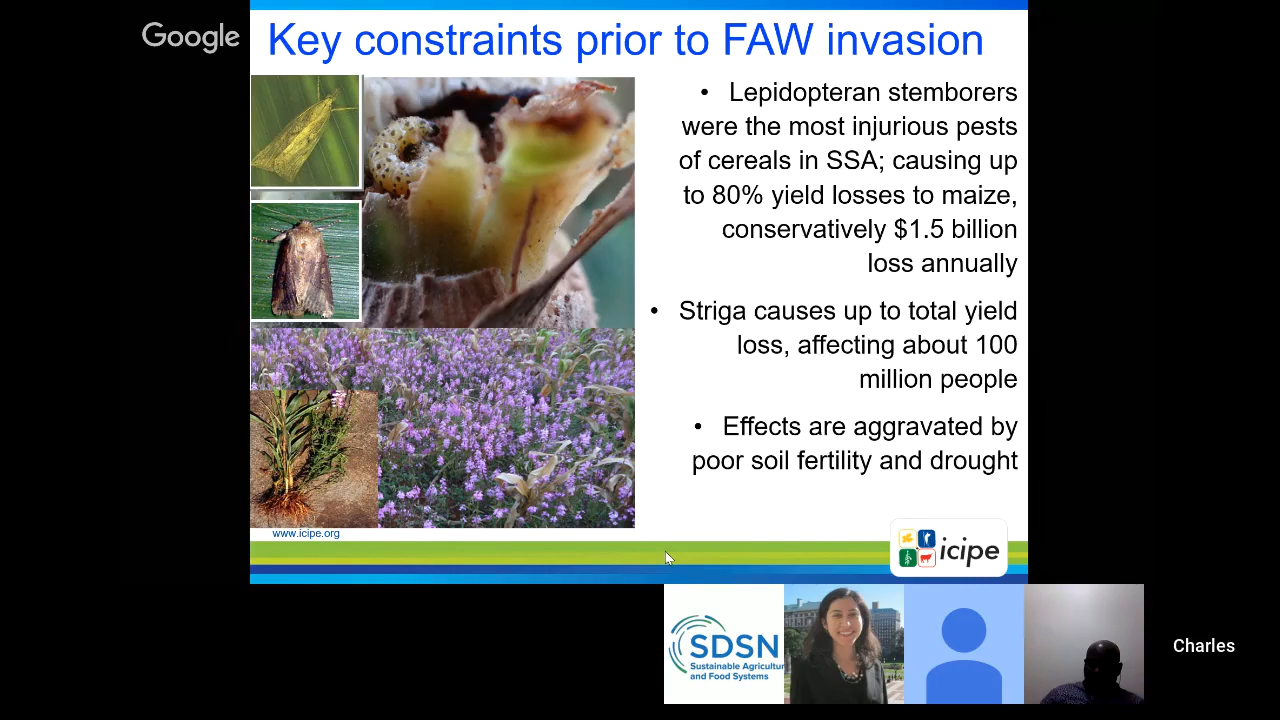 Google
Key constraints prior to FAW invasion
• Lepidopteran stemborers
were the most injurious pests
of cereals in SSA; causing up
to 80% yield losses to maize,
conservatively $1.5 billion
loss annually
• Striga causes up to total yield
loss, affecting about 100
million people
• Effects are aggravated by
poor soil fertility and drought
www.icipe.org
icipe
SDSN
Sustainable Agricultur
and Food Systems
Charles